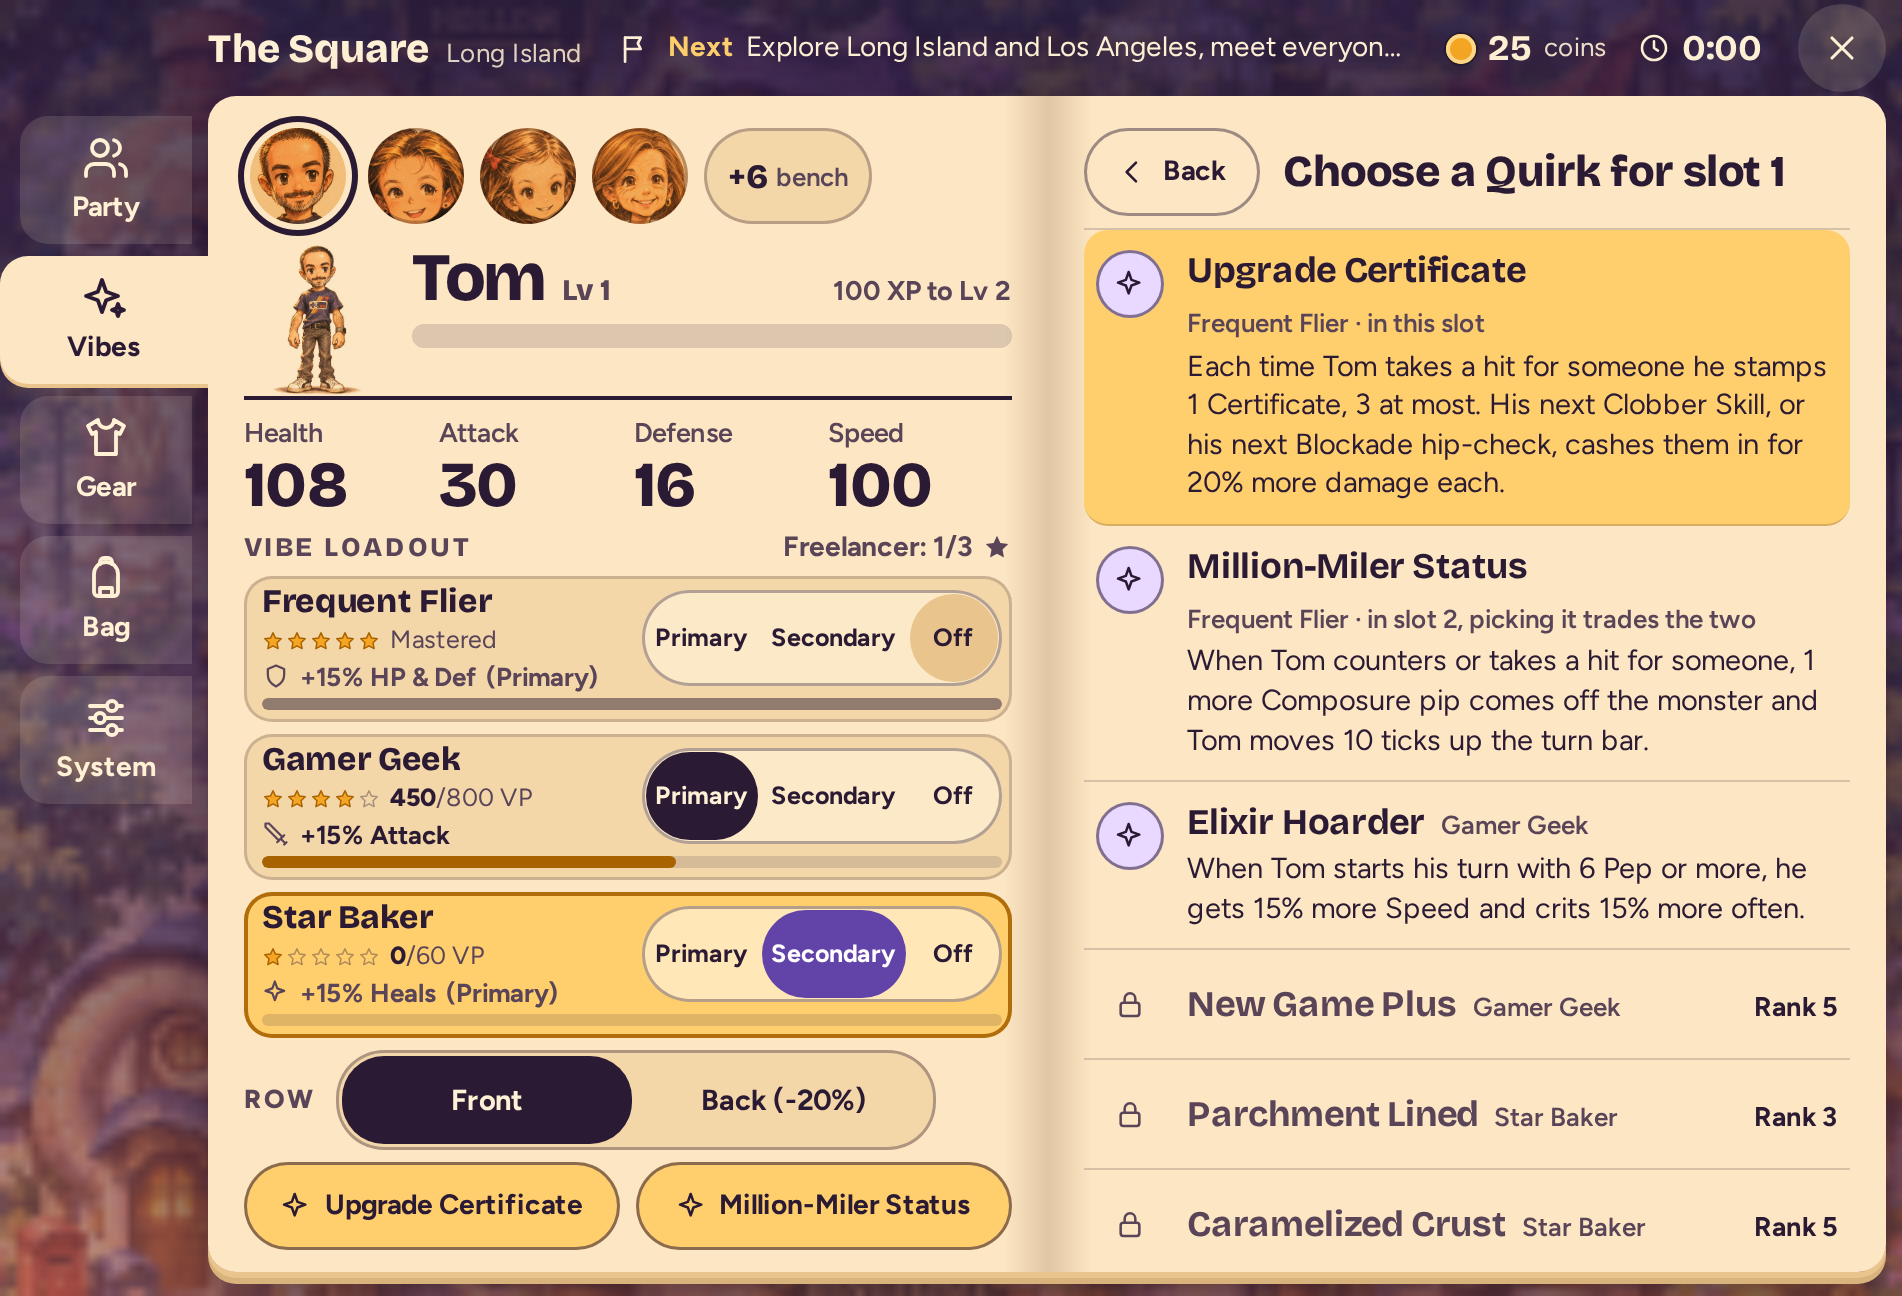 The Square Long Island Next Explore Long Island and Los Angeles, meet everyon... 25 coins 0:00
Party
Vibes
Gear
Bag
System
+6 bench
Tom Lv 1 100 XP to Lv 2
Health Attack Defense Speed
108 30 16 100
VIBE LOADOUT Freelancer: 1/3
Frequent Flier
Mastered
+15% HP & Def (Primary)
Primary Secondary Off
Gamer Geek
450/800 VP
+15% Attack
Primary Secondary Off
Star Baker
0/60 VP
+15% Heals (Primary)
Primary Secondary Off
ROW Front Back (-20%)
Upgrade Certificate Million-Miler Status
Back Choose a Quirk for slot 1
Upgrade Certificate
Frequent Flier · in this slot
Each time Tom takes a hit for someone he stamps
1 Certificate, 3 at most. His next Clobber Skill, or
his next Blockade hip-check, cashes them in for
20% more damage each.
Million-Miler Status
Frequent Flier · in slot 2, picking it trades the two
When Tom counters or takes a hit for someone, 1
more Composure pip comes off the monster and
Tom moves 10 ticks up the turn bar.
Elixir Hoarder Gamer Geek
When Tom starts his turn with 6 Pep or more, he
gets 15% more Speed and crits 15% more often.
New Game Plus Gamer Geek Rank 5
Parchment Lined Star Baker Rank 3
Caramelized Crust Star Baker Rank 5